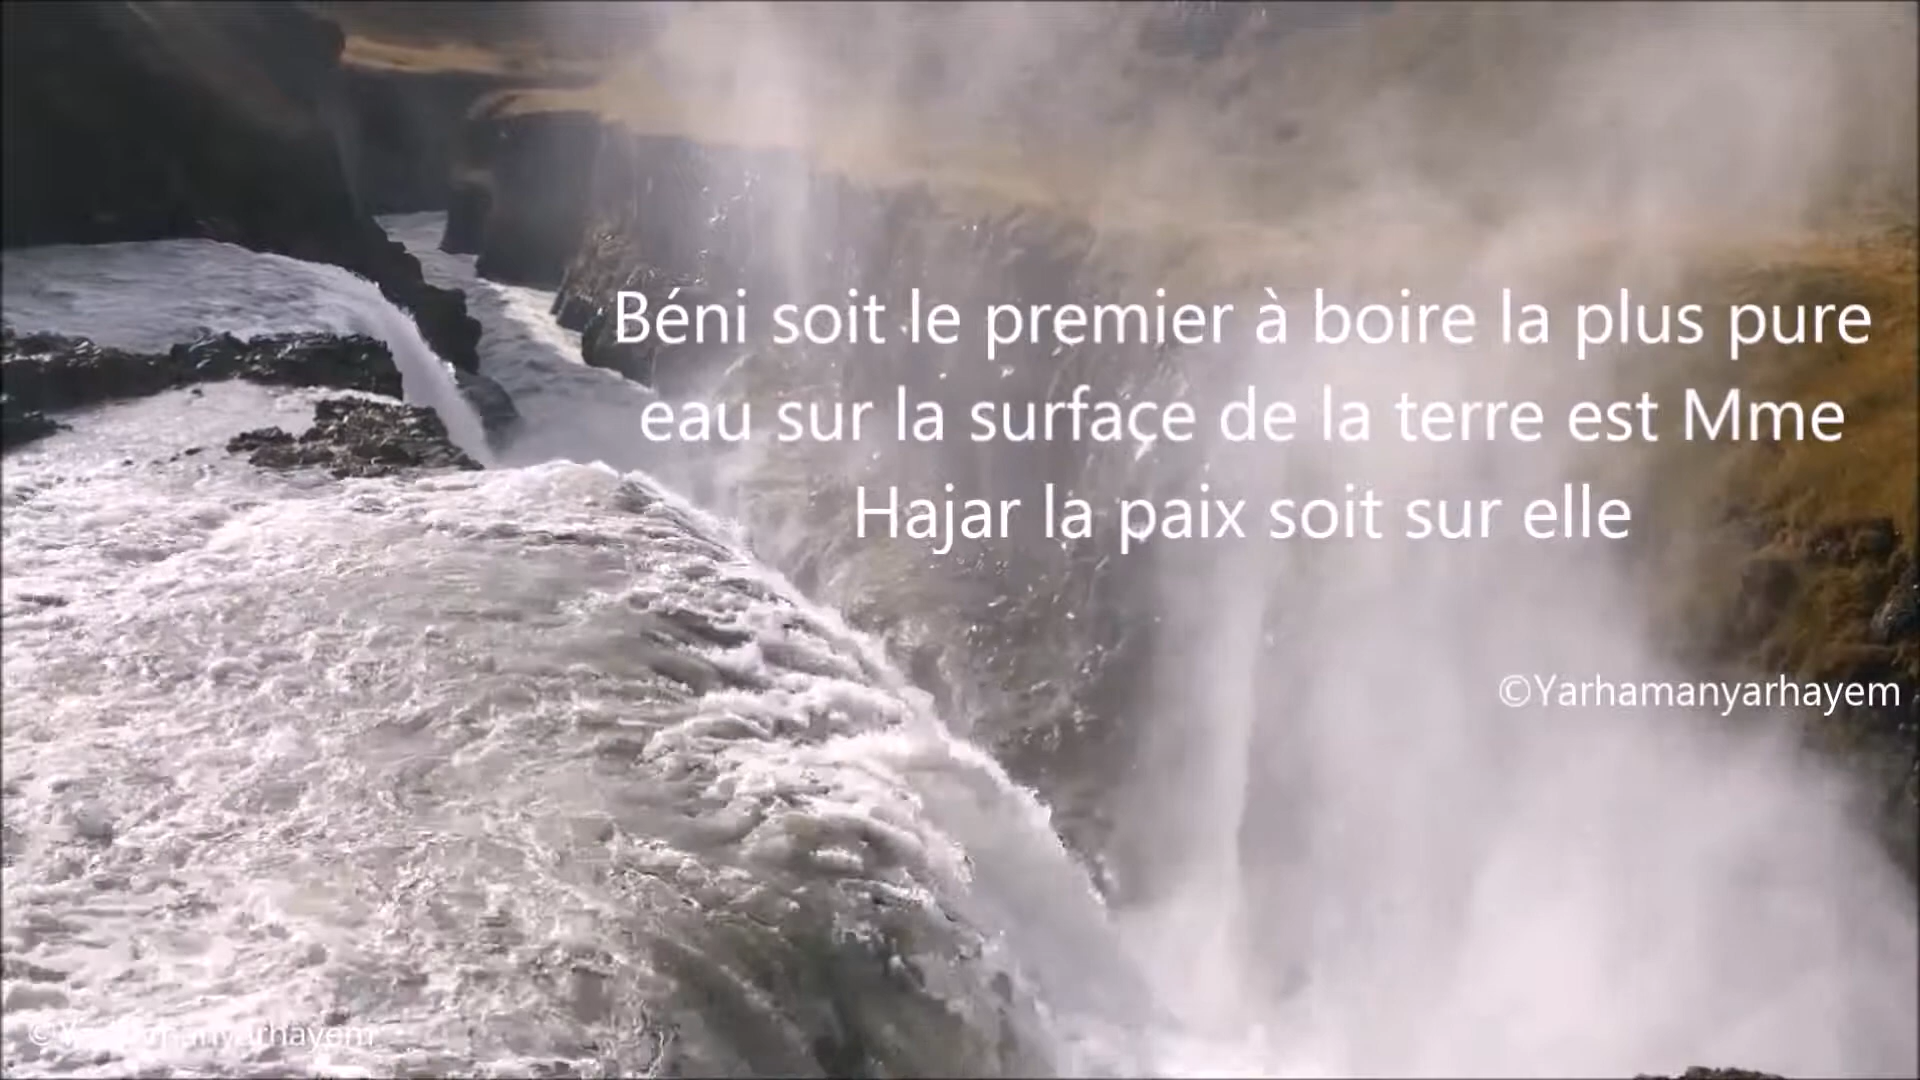 Béni soit le premier à boire la plus pure
eau sur la surface de la terre est Mme
Hajar la paix soit sur elle
©Yarhamanyarhayem
©Yarhamanyarhayem